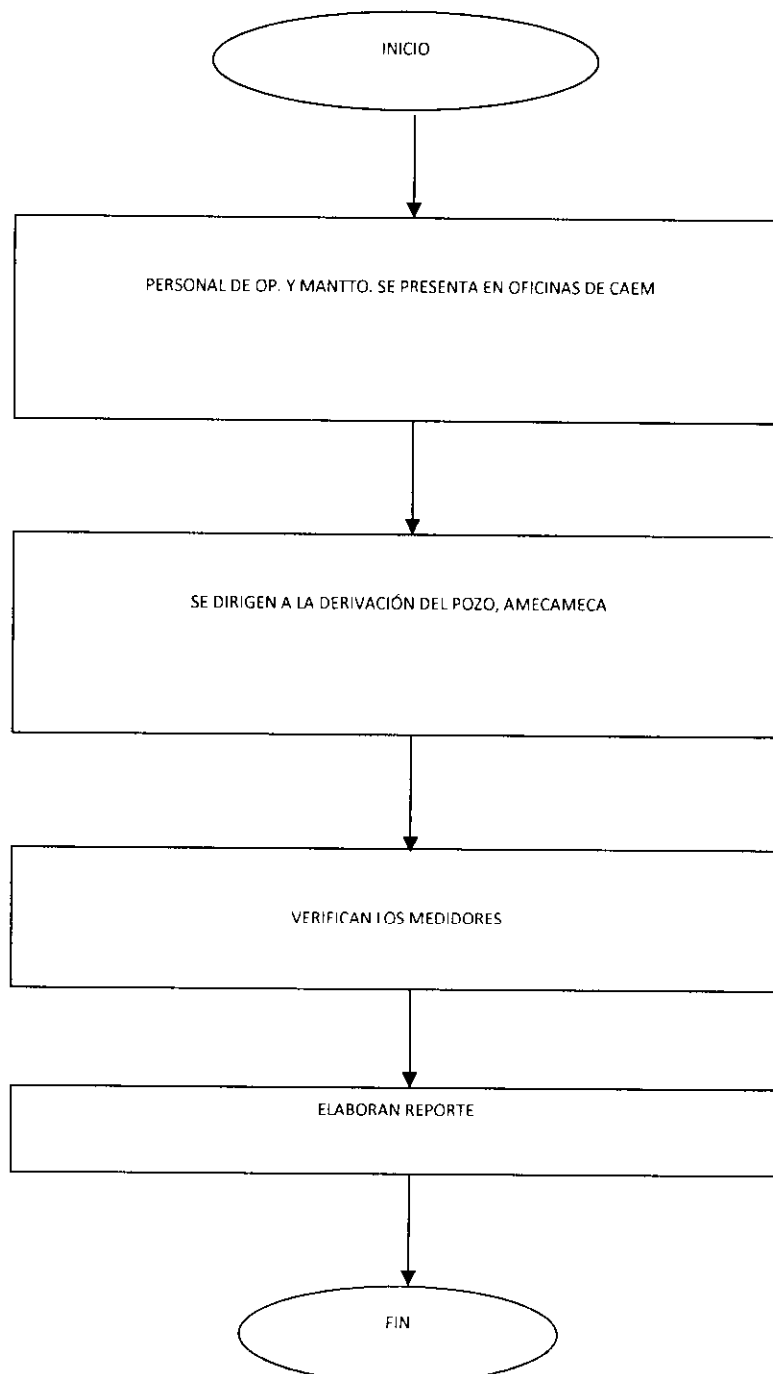 INICIO
PERSONAL DE OP. Y MANTTO. SE PRESENTA EN OFICINAS DE CAEM
SE DIRIGEN A LA DERIVACIÓN DEL POZO, AMECAMECA
VERIFICAN LOS MEDIDORES
ELABORAN REPORTE
FIN